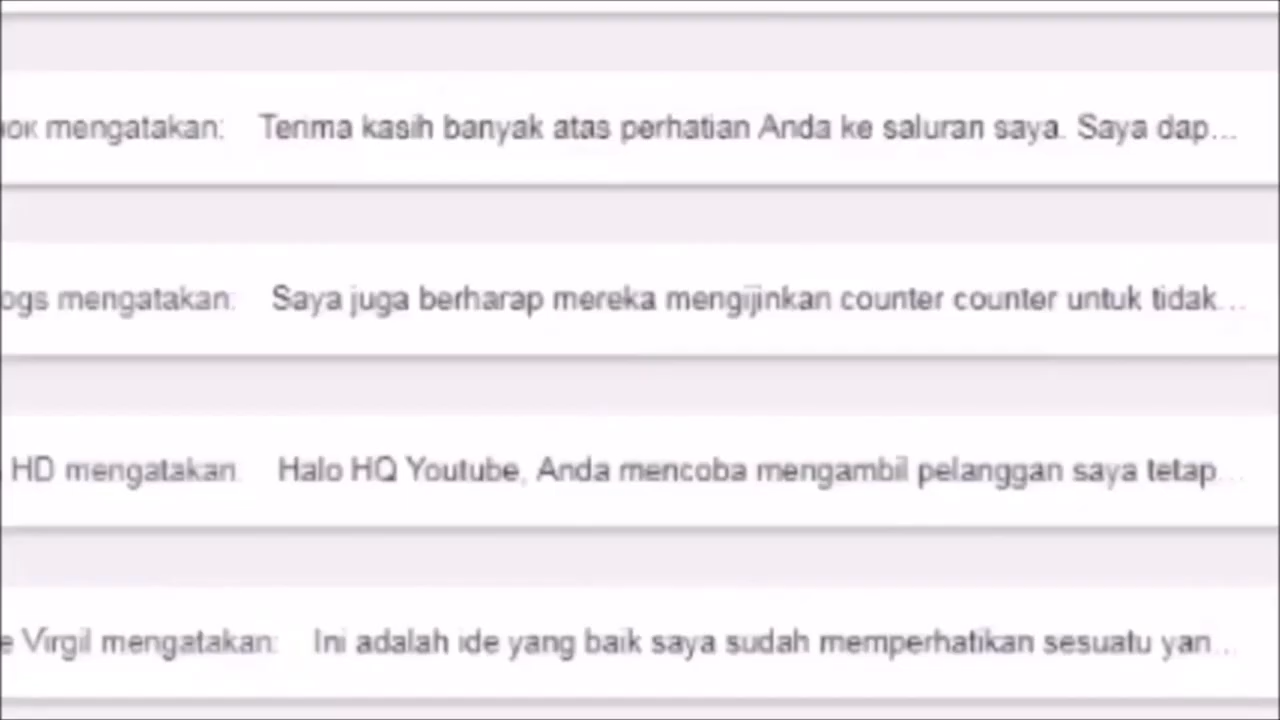 mengatakan: Terima kasih banyak atas perhatian Anda ke saluran saya. Saya dap...
ogs mengatakan: Saya juga berharap mereka mengijinkan counter counter untuk tidak...
HD mengatakan: Halo HQ Youtube, Anda mencoba mengambil pelanggan saya tetap...
e Virgil mengatakan: Ini adalah ide yang baik saya sudah memperhatikan sesuatu yan...